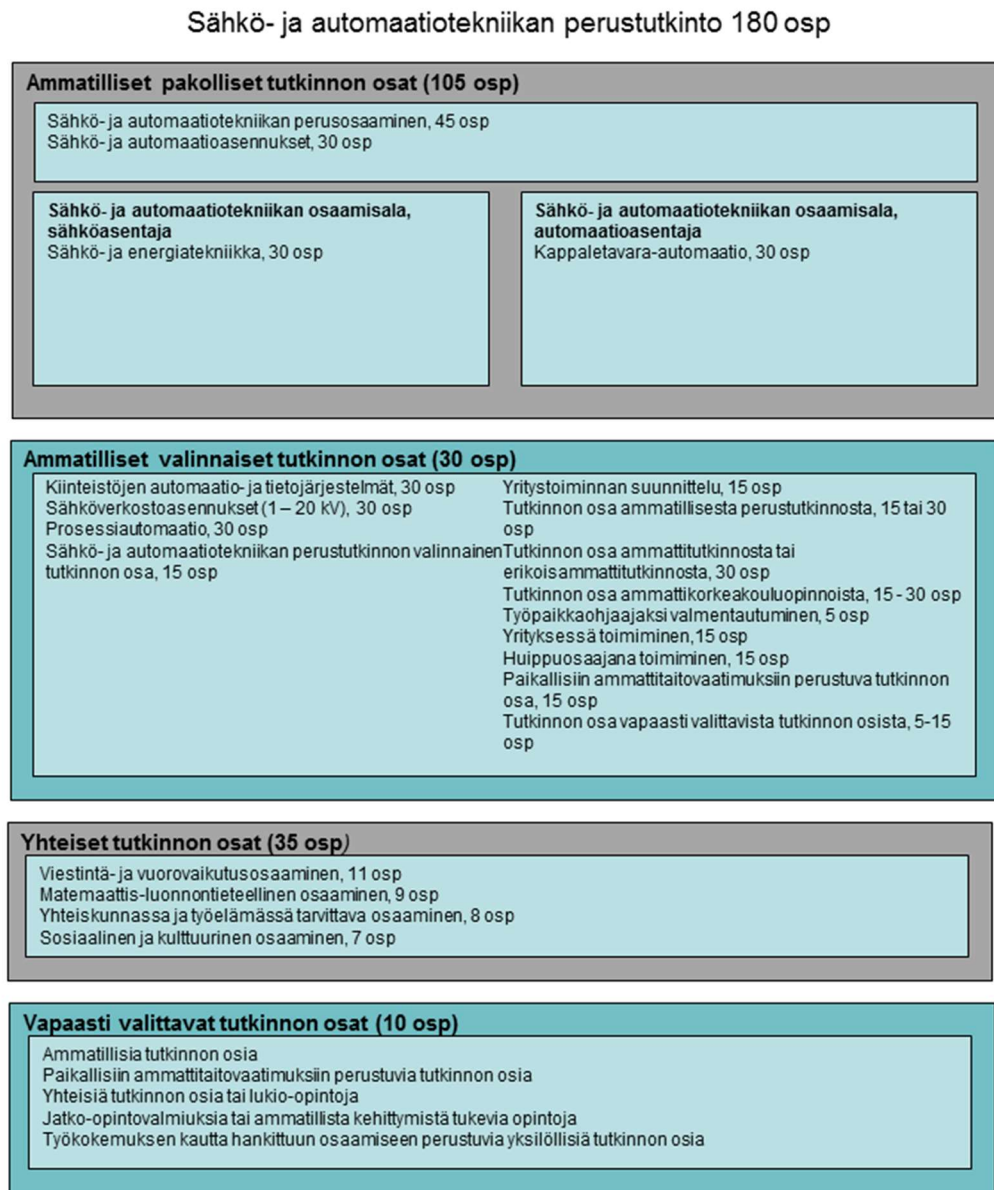 Sähkö- ja automaatiotekniikan perustutkinto 180 osp
Ammatilliset pakolliset tutkinnon osat (105 osp)
Sähkö- ja automaatiotekniikan perusosaaminen, 45 osp
Sähkö- ja automaatioasennukset, 30 osp
Sähkö- ja automaatiotekniikan osaamisala,
sähköasentaja
Sähkö- ja energiatekniikka, 30 osp
Sähkö- ja automaatiotekniikan osaamisala,
automaatioasentaja
Kappaletavara-automaatio, 30 osp
Ammatilliset valinnaiset tutkinnon osat (30 osp)
Kiinteistöjen automaatio- ja tietojärjestelmät, 30 osp
Sähköverkostoasennukset (1 – 20 kV), 30 osp
Prosessiautomaatio, 30 osp
Sähkö- ja automaatiotekniikan perustutkinnon valinnainen
tutkinnon osa, 15 osp
Yritystoiminnan suunnittelu, 15 osp
Tutkinnon osa ammatillisesta perustutkinnosta, 15 tai 30
osp
Tutkinnon osa ammattitutkinnosta tai
erikoisammattitutkinnosta, 30 osp
Tutkinnon osa ammattikorkeakouluopinnoista, 15 - 30 osp
Työpaikkaohjaajaksi valmentautuminen, 5 osp
Yrityksessä toimiminen, 15 osp
Huippuosaajana toimiminen, 15 osp
Paikallisiin ammattitaitovaatimuksiin perustuva tutkinnon
osa, 15 osp
Tutkinnon osa vapaasti valittavista tutkinnon osista, 5-15
osp
Yhteiset tutkinnon osat (35 osp)
Viestintä- ja vuorovaikutusosaaminen, 11 osp
Matemaattis-luonnontieteellinen osaaminen, 9 osp
Yhteiskunnassa ja työelämässä tarvittava osaaminen, 8 osp
Sosiaalinen ja kulttuurinen osaaminen, 7 osp
Vapaasti valittavat tutkinnon osat (10 osp)
Ammatillisia tutkinnon osia
Paikallisiin ammattitaitovaatimuksiin perustuvia tutkinnon osia
Yhteisiä tutkinnon osia tai lukio-opintoja
Jatko-opintovalmiuksia tai ammatillista kehittymistä tukevia opintoja
Työkokemuksen kautta hankittuun osaamiseen perustuvia yksilöllisiä tutkinnon osia